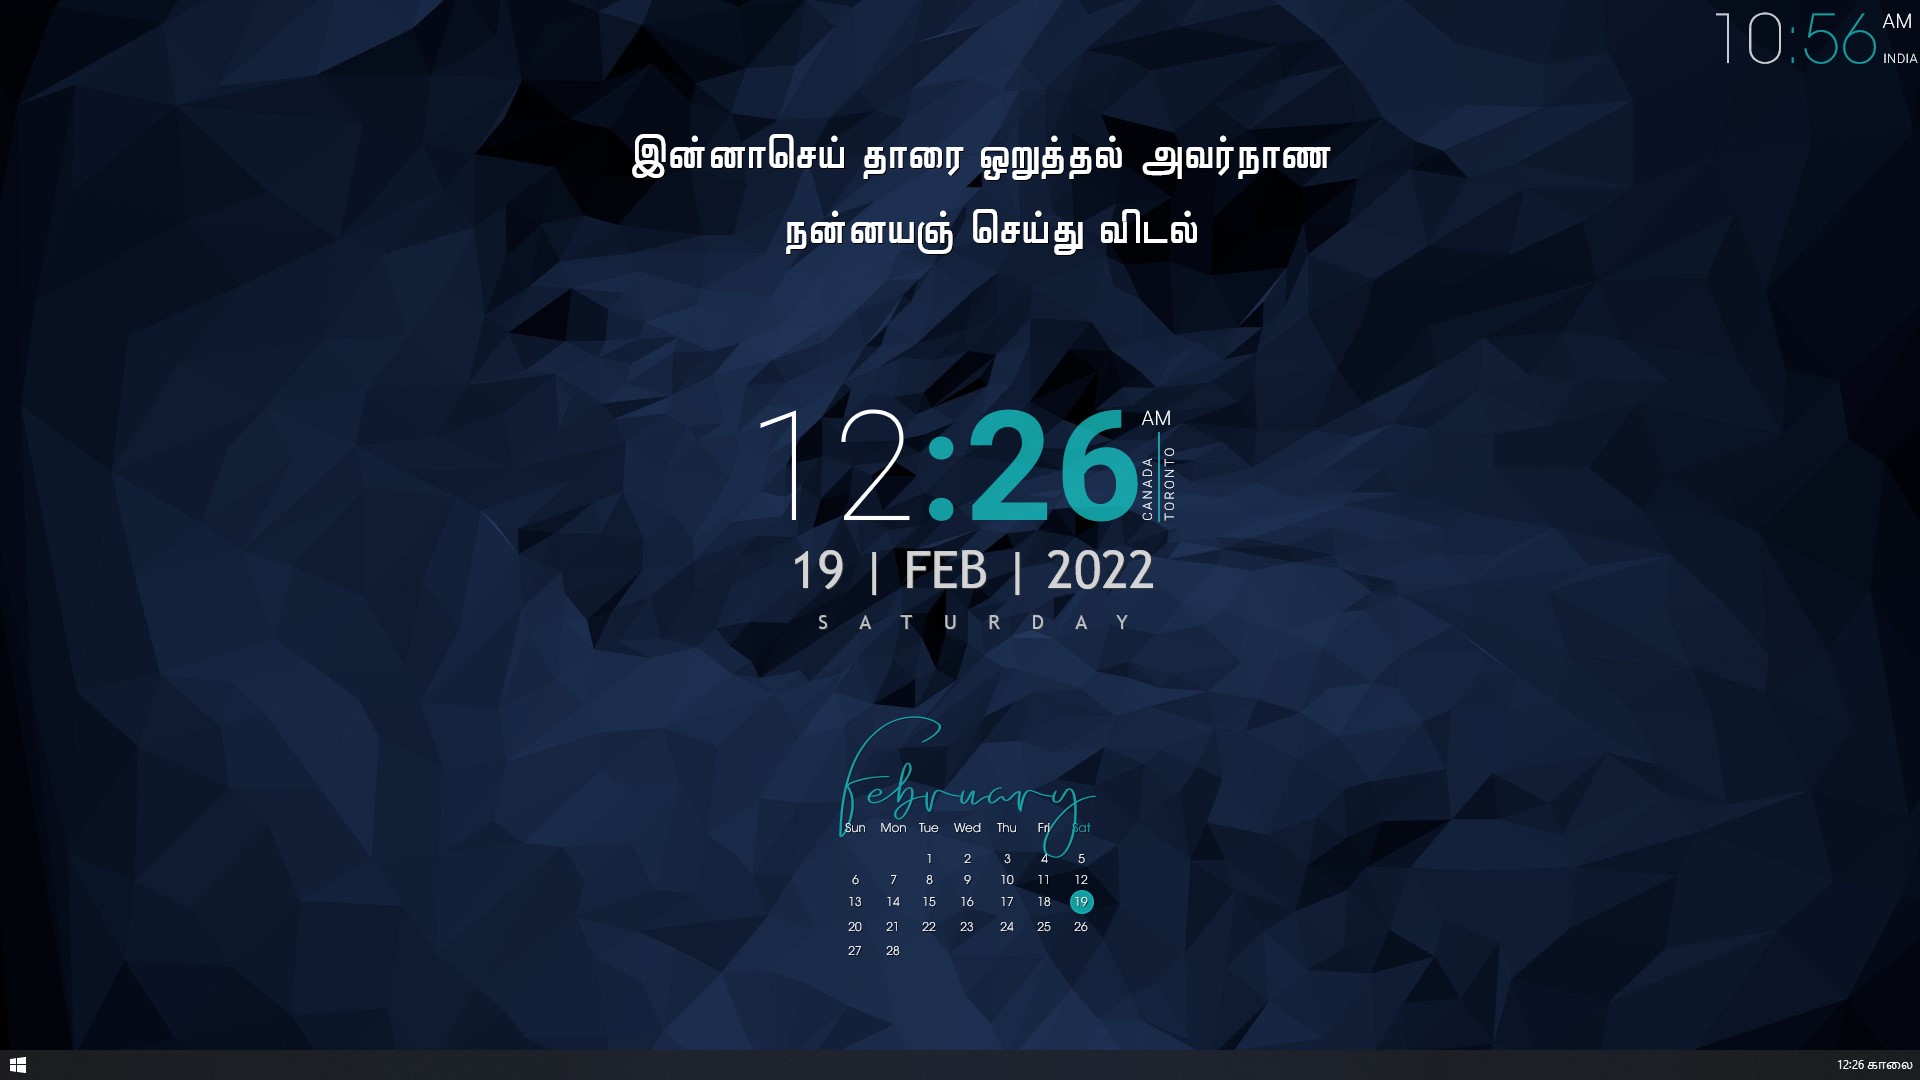 10:56 AM
INDIA
இன்னாசெய் தாரை ஒறுத்தல் அவர்நாண
நன்னயஞ் செய்து விடல்
12:26 AM
CANADA
TORONTO
19 | FEB | 2022
SATURDAY
February
Sun Mon Tue Wed Thu Fri Sat
1 2 3 4 5
6 7 8 9 10 11 12
13 14 15 16 17 18 19
20 21 22 23 24 25 26
27 28
12:26 காலை